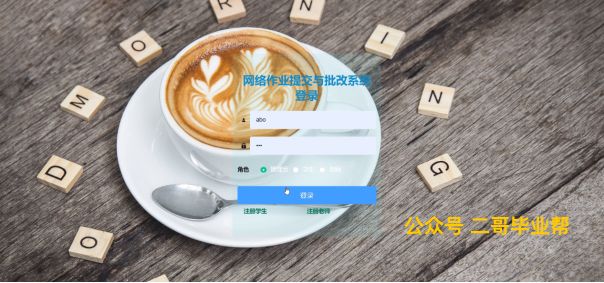 R N
O I
M N
D G
O
网络作业提交与批改系统
登录
abo
•••
角色 管理员 学生 教师
登录
注册学生 注册老师
公众号 二哥毕业帮